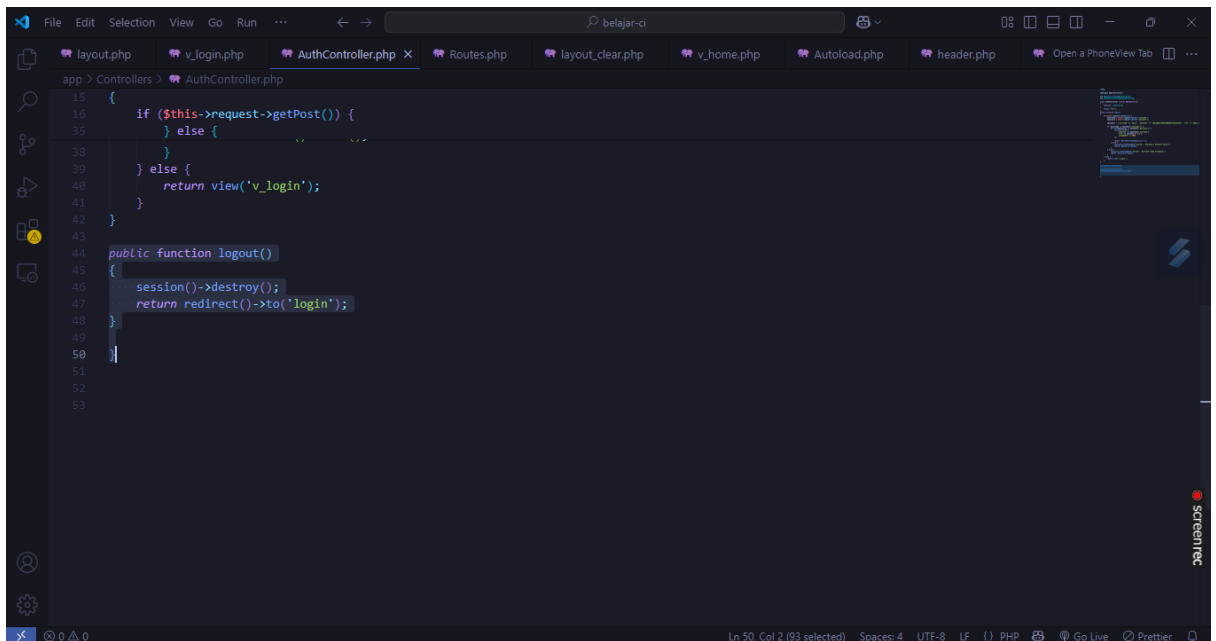 File Edit Selection View Go Run ··· ← → belajar-ci
layout.php v_login.php AuthController.php × Routes.php layout_clear.php v_home.php Autoload.php header.php Open a PhoneView Tab ···
app > Controllers > AuthController.php
15 {
16 if ($this->request->getPost()) {
35 } else {
38 }
39 } else {
40 return view('v_login');
41 }
42 }
43
44 public function logout()
45 {
46 session()->destroy();
47 return redirect()->to('login');
48 }
49
50 }
51
52
53
screenrec
0 0 Ln 50, Col 2 (93 selected) Spaces: 4 UTF-8 LF {} PHP Go Live Prettier